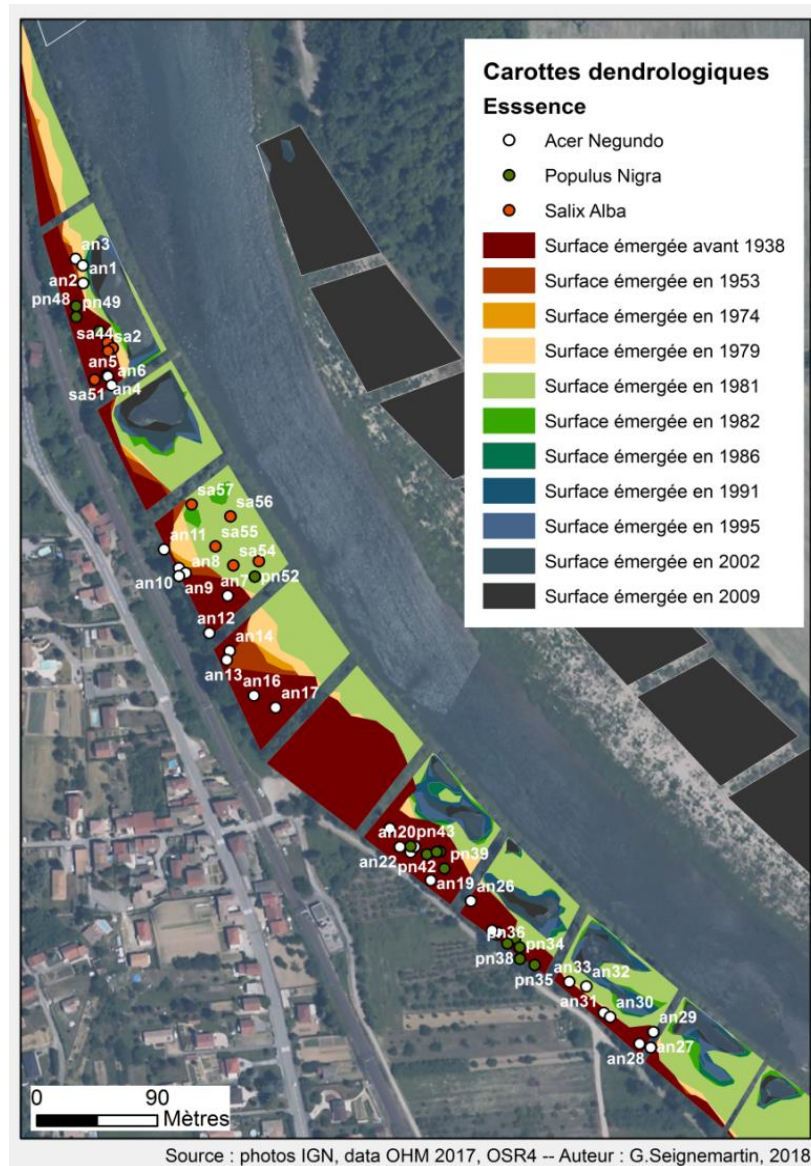 Carottes dendrologiques
Esssence
Acer Negundo
Populus Nigra
Salix Alba
Surface émergée avant 1938
Surface émergée en 1953
Surface émergée en 1974
Surface émergée en 1979
Surface émergée en 1981
Surface émergée en 1982
Surface émergée en 1986
Surface émergée en 1991
Surface émergée en 1995
Surface émergée en 2002
Surface émergée en 2009
an3
an1
an2
pn48 pn49
sa44 sa2
an5
an6
sa51 an4
sa57
sa56
an11 sa55
an8 sa54
an10 an9 an7 pn52
an12
an14
an13
an16
an17
an20 pn43
an22 pn42 pn39
an19 an26
pn36 pn34
pn38
pn35
an33 an32
an31 an30
an29
an28 an27
0 90
Mètres
Source : photos IGN, data OHM 2017, OSR4 -- Auteur : G.Seignemartin, 2018